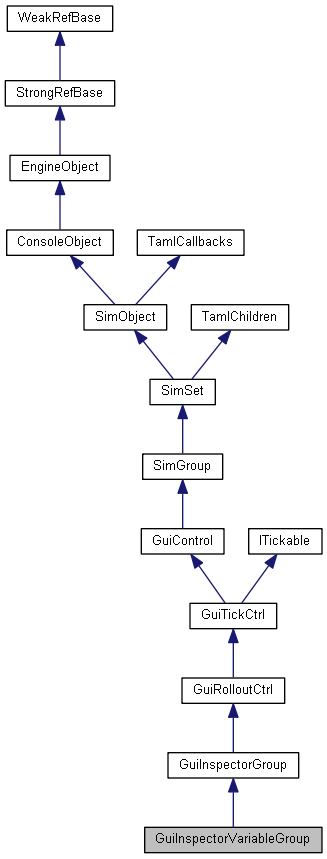 WeakRefBase
StrongRefBase
EngineObject
ConsoleObject
TamlCallbacks
SimObject
TamlChildren
SimSet
SimGroup
GuiControl
ITickable
GuiTickCtrl
GuiRolloutCtrl
GuiInspectorGroup
GuiInspectorVariableGroup